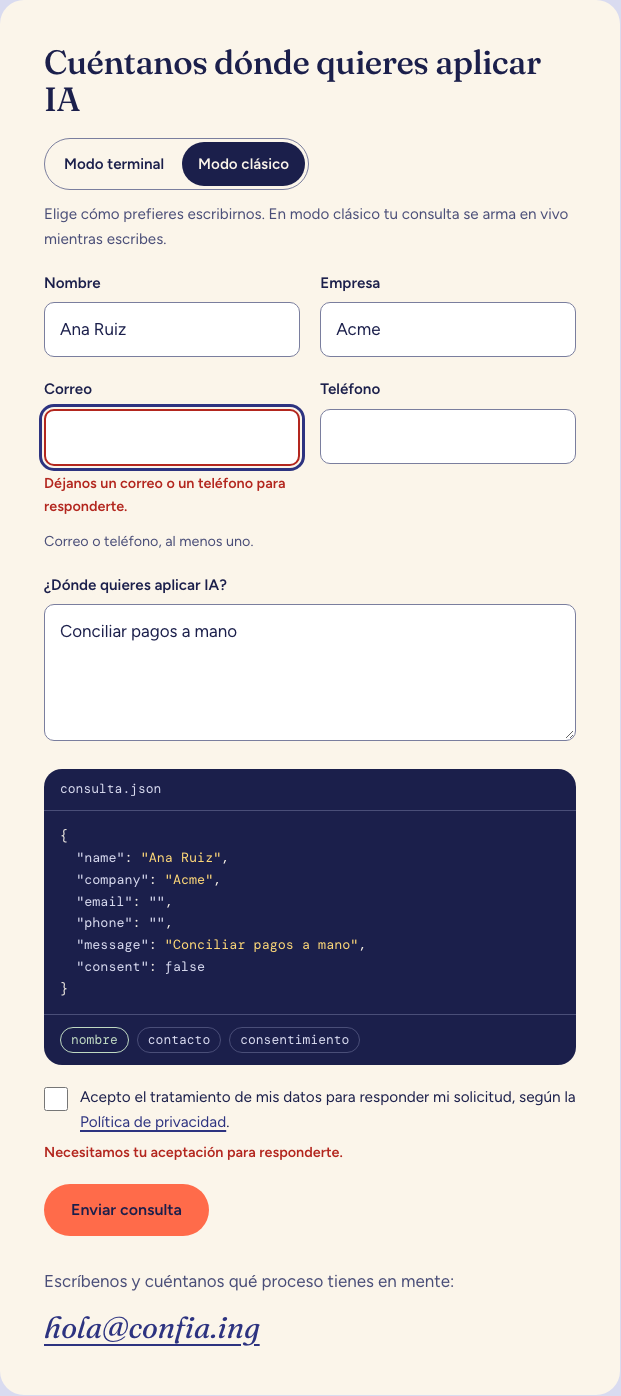 Cuéntanos dónde quieres aplicar
IA
Modo terminal
Modo clásico
Elige cómo prefieres escribirnos. En modo clásico tu consulta se arma en vivo
mientras escribes.
Nombre
Empresa
Ana Ruiz
Acme
Correo
Teléfono
Déjanos un correo o un teléfono para
responderte.
Correo o teléfono, al menos uno.
¿Dónde quieres aplicar IA?
Conciliar pagos a mano
consulta.json
{
  "name": "Ana Ruiz",
  "company": "Acme",
  "email": "",
  "phone": "",
  "message": "Conciliar pagos a mano",
  "consent": false
}
nombre
contacto
consentimiento
Acepto el tratamiento de mis datos para responder mi solicitud, según la
Política de privacidad.
Necesitamos tu aceptación para responderte.
Enviar consulta
Escríbenos y cuéntanos qué proceso tienes en mente:
hola@confia.ing